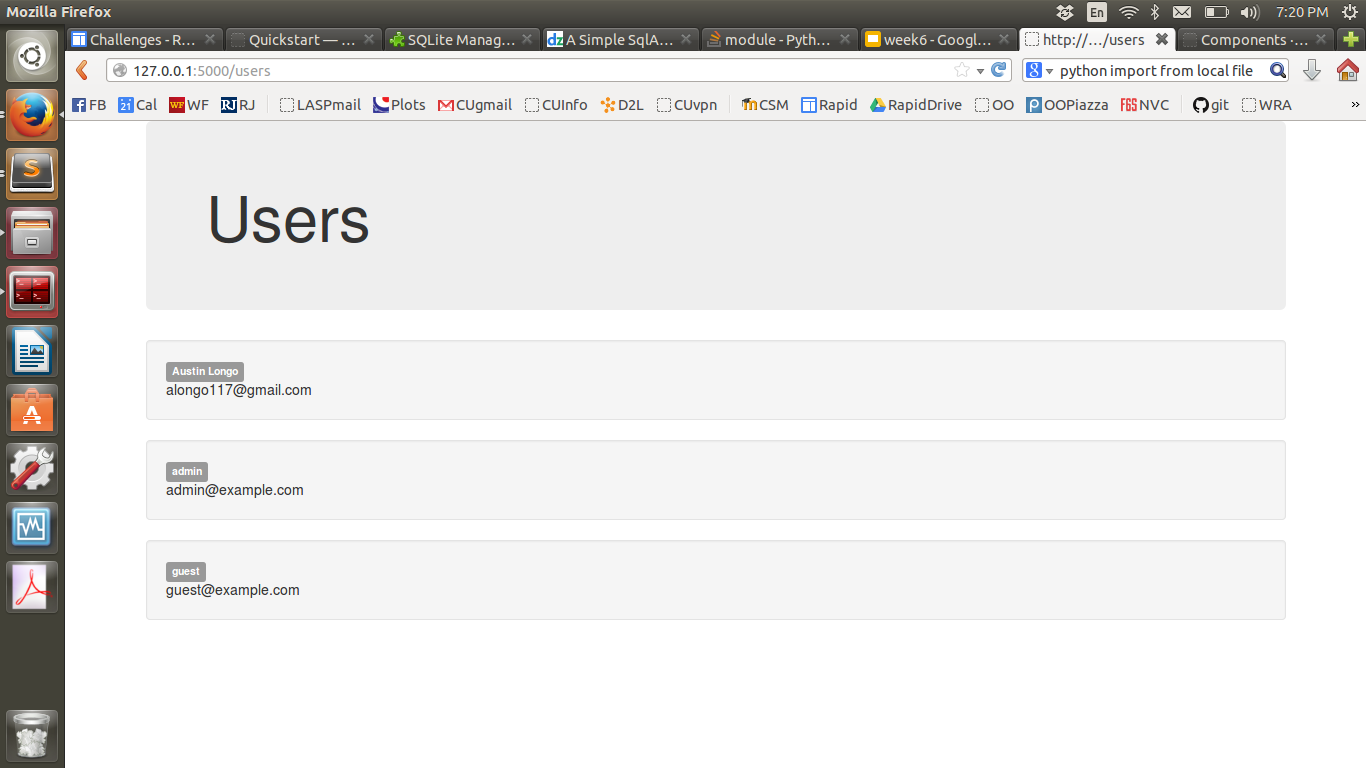 Mozilla Firefox
En
7:20 PM
Challenges - R...
Quickstart — ...
SQLite Manag...
A Simple SqlA...
module - Pyth...
week6 - Googl...
http://.../users
Components ·...
127.0.0.1:5000/users
python import from local file
FB
Cal
WF
RJ
LASPmail
Plots
CUgmail
CUInfo
D2L
CUvpn
CSM
Rapid
RapidDrive
OO
OOPiazza
NVC
git
WRA
Users
Austin Longo
alongo117@gmail.com
admin
admin@example.com
guest
guest@example.com